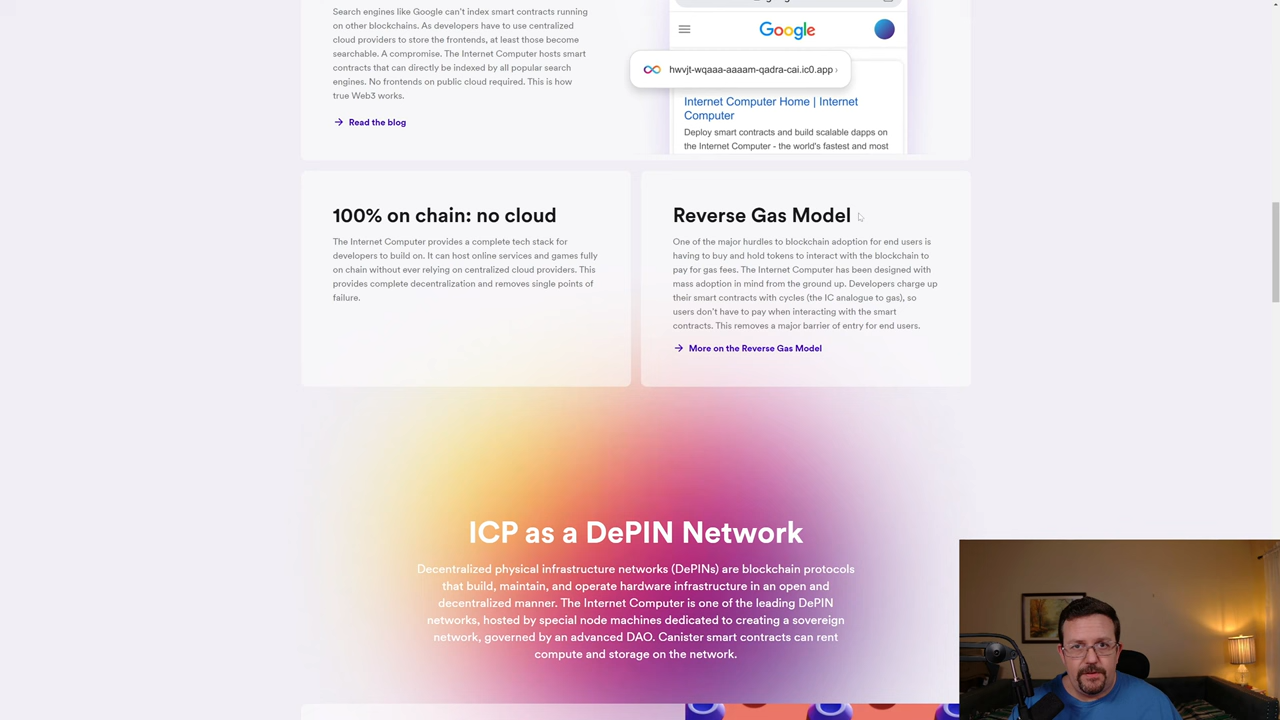 Search engines like Google can't index smart contracts running
on other blockchains. As developers have to use centralized
cloud providers to store the frontends, at least those become
searchable. A compromise. The Internet Computer hosts smart
contracts that can directly be indexed by all popular search
engines. No frontends on public cloud required. This is how
true Web3 works.
Read the blog
Google
hwvjt-wqaaa-aaaam-qadra-cai.ic0.app ›
Internet Computer Home | Internet
Computer
Deploy smart contracts and build scalable dapps on
the Internet Computer - the world's fastest and most
100% on chain: no cloud
The Internet Computer provides a complete tech stack for
developers to build on. It can host online services and games fully
on chain without ever relying on centralized cloud providers. This
provides complete decentralization and removes single points of
failure.
Reverse Gas Model
One of the major hurdles to blockchain adoption for end users is
having to buy and hold tokens to interact with the blockchain to
pay for gas fees. The Internet Computer has been designed with
mass adoption in mind from the ground up. Developers charge up
their smart contracts with cycles (the IC analogue to gas), so
users don't have to pay when interacting with the smart
contracts. This removes a major barrier of entry for end users.
More on the Reverse Gas Model
ICP as a DePIN Network
Decentralized physical infrastructure networks (DePINs) are blockchain protocols
that build, maintain, and operate hardware infrastructure in an open and
decentralized manner. The Internet Computer is one of the leading DePIN
networks, hosted by special node machines dedicated to creating a sovereign
network, governed by an advanced DAO. Canister smart contracts can rent
compute and storage on the network.